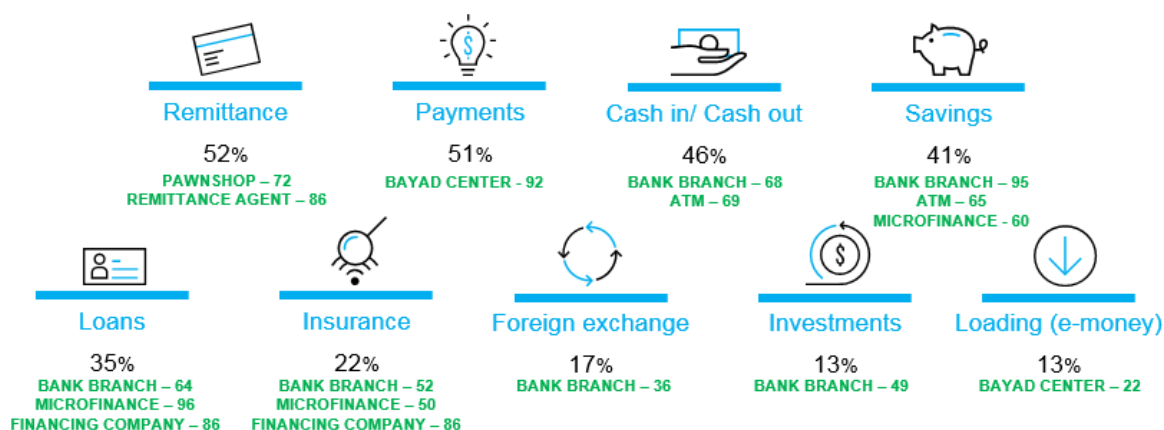 Remittance
52%
PAWNSHOP – 72
REMITTANCE AGENT – 86
Payments
51%
BAYAD CENTER - 92
Cash in/ Cash out
46%
BANK BRANCH – 68
ATM – 69
Savings
41%
BANK BRANCH – 95
ATM – 65
MICROFINANCE - 60
Loans
35%
BANK BRANCH – 64
MICROFINANCE – 96
FINANCING COMPANY – 86
Insurance
22%
BANK BRANCH – 52
MICROFINANCE – 50
FINANCING COMPANY – 86
Foreign exchange
17%
BANK BRANCH – 36
Investments
13%
BANK BRANCH – 49
Loading (e-money)
13%
BAYAD CENTER – 22